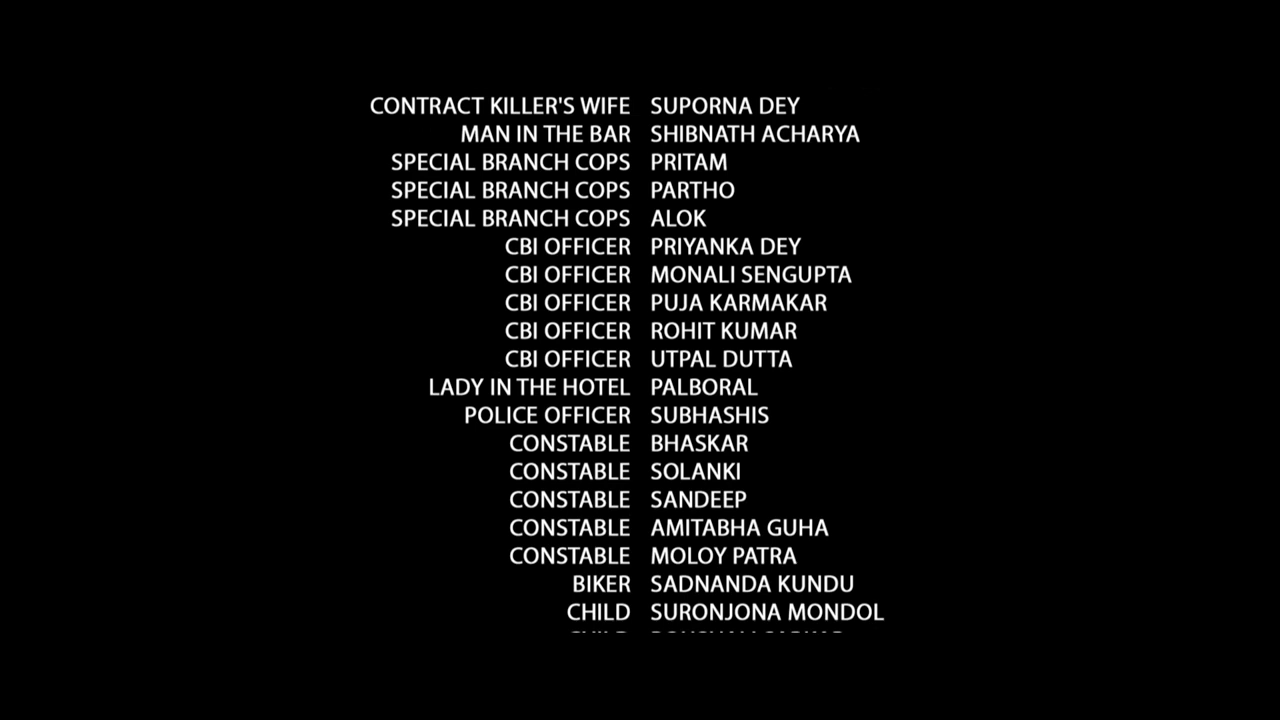 CONTRACT KILLER'S WIFE SUPORNA DEY
MAN IN THE BAR SHIBNATH ACHARYA
SPECIAL BRANCH COPS PRITAM
SPECIAL BRANCH COPS PARTHO
SPECIAL BRANCH COPS ALOK
CBI OFFICER PRIYANKA DEY
CBI OFFICER MONALI SENGUPTA
CBI OFFICER PUJA KARMAKAR
CBI OFFICER ROHIT KUMAR
CBI OFFICER UTPAL DUTTA
LADY IN THE HOTEL PALBORAL
POLICE OFFICER SUBHASHIS
CONSTABLE BHASKAR
CONSTABLE SOLANKI
CONSTABLE SANDEEP
CONSTABLE AMITABHA GUHA
CONSTABLE MOLOY PATRA
BIKER SADNANDA KUNDU
CHILD SURONJONA MONDOL